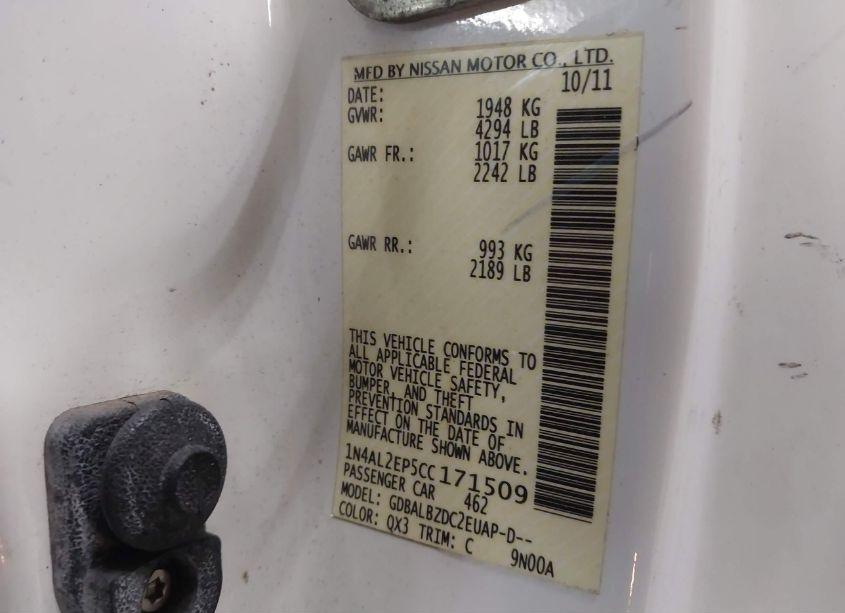 MFD BY NISSAN MOTOR CO., LTD.
DATE: 10/11
GVWR: 1948 KG
4294 LB
GAWR FR.: 1017 KG
2242 LB
GAWR RR.: 993 KG
2189 LB
THIS VEHICLE CONFORMS TO
ALL APPLICABLE FEDERAL
MOTOR VEHICLE SAFETY,
BUMPER, AND THEFT
PREVENTION STANDARDS IN
EFFECT ON THE DATE OF
MANUFACTURE SHOWN ABOVE.
1N4AL2EP5CC171509
PASSENGER CAR 462
MODEL: GDBALBZDC2EUAP-D--
COLOR: QX3 TRIM: C 9N00A